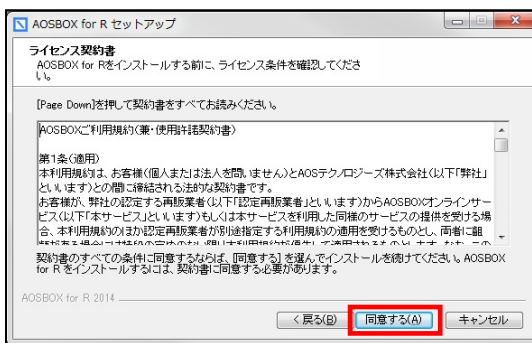 AOSBOX for R セットアップ
ライセンス契約書
AOSBOX for Rをインストールする前に、ライセンス条件を確認してくださ
い。
[Page Down]を押して契約書をすべてお読みください。
AOSBOXご利用規約(兼・使用許諾契約書)
第1条(適用)
本利用規約は、お客様(個人または法人を問いません)とAOSテクノロジーズ株式会社(以下「弊社」
といいます)との間に締結される法的な契約書です。
お客様が、弊社の認定する再販業者(以下「認定再販業者」といいます)からAOSBOXオンラインサー
ビス(以下「本サービス」といいます)もしくは本サービスを利用した同様のサービスの提供を受ける場
合、本利用規約のほか認定再販業者が別途指定する利用規約の適用を受けるものとし、両者に齟
契約書のすべての条件に同意するならば、[同意する] を選んでインストールを続けてください。 AOSBOX
for R をインストールするには、契約書に同意する必要があります。
AOSBOX for R 2014
< 戻る(B)
同意する(A)
キャンセル